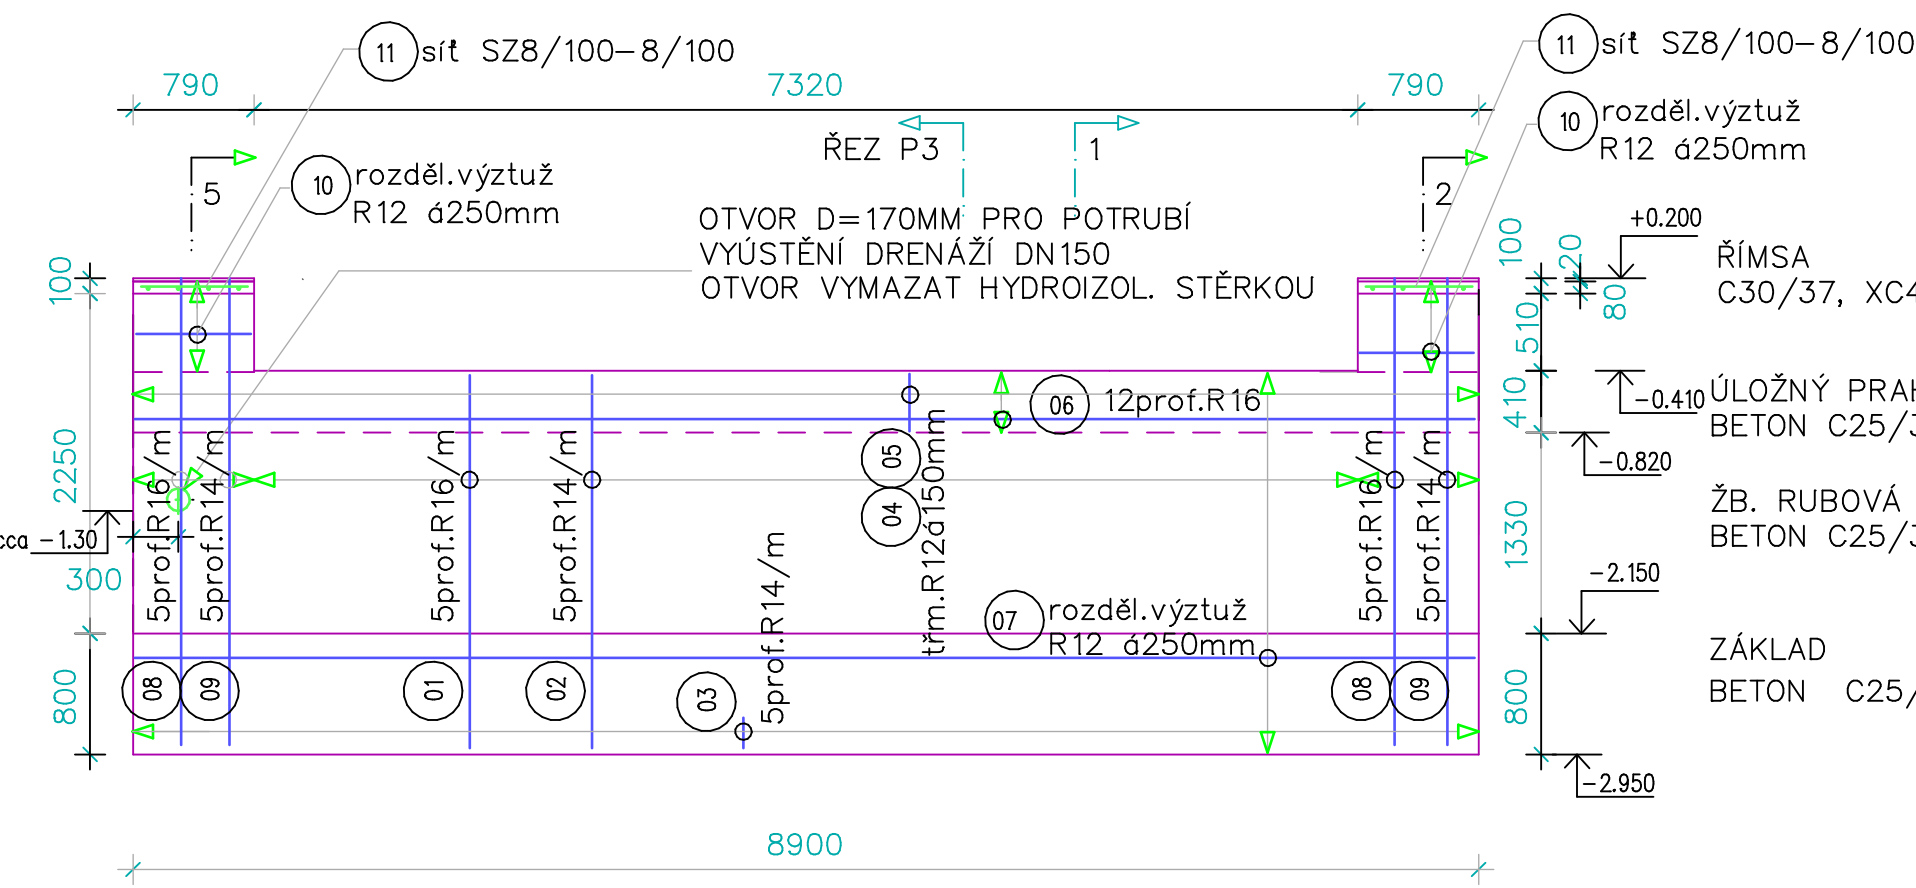 11 síť SZ8/100-8/100
11 síť SZ8/100-8/100
790
7320
790
10 rozděl.výztuž
R12 á250mm
ŘEZ P3
1
10 rozděl.výztuž
R12 á250mm
5
2
OTVOR D=170MM PRO POTRUBÍ
VYÚSTĚNÍ DRENÁŽÍ DN150
OTVOR VYMAZAT HYDROIZOL. STĚRKOU
100
100
20
80
+0.200
ŘÍMSA
C30/37, XC4
510
410
-0.410
ÚLOŽNÝ PRAH
BETON C25/3
06 12prof.R16
2250
-0.820
cca -1.30
300
5prof.R16/m
5prof.R14/m
5prof.R16/m
5prof.R14/m
05
04
třm.R12á150mm
5prof.R16/m
5prof.R14/m
1330
ŽB. RUBOVÁ
BETON C25/3
-2.150
5prof.R14/m
07 rozděl.výztuž
R12 á250mm
800
08
09
01
02
03
08
09
800
ZÁKLAD
BETON C25/
-2.950
8900